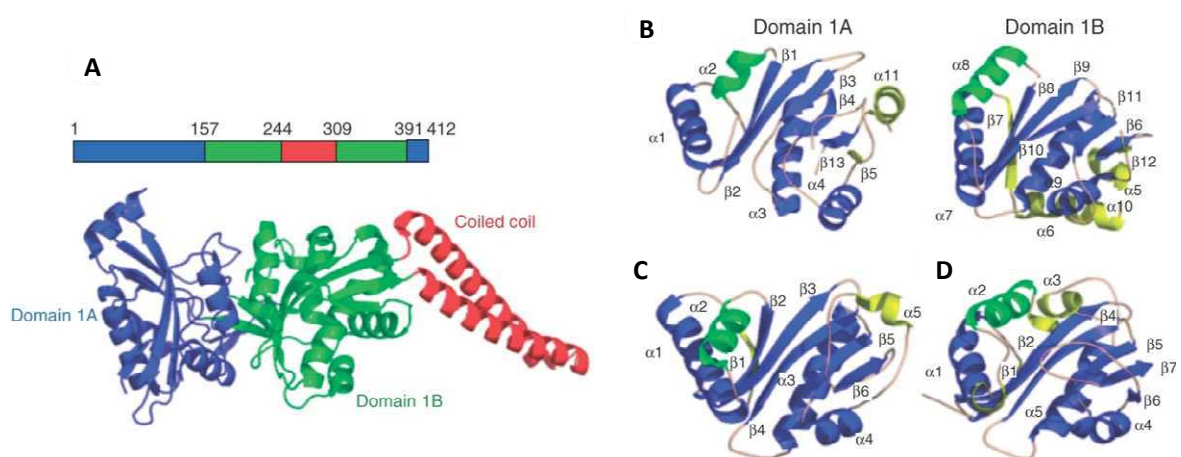 A
1 157 244 309 391 412
Coiled coil
Domain 1A
Domain 1B
B
Domain 1A
Domain 1B
β1
α2
β3
α11
β4
α1
β13
β5
β2
α4
α3
α8
β9
β8
β11
β7
β6
β10
β12
α9
α5
α10
α7
α6
C
β3
α2
β2
α5
α1
β1
β5
α3
β6
β4
α4
D
α3
α2
β4
β2
β5
β1
β7
α1
β6
α5
α4